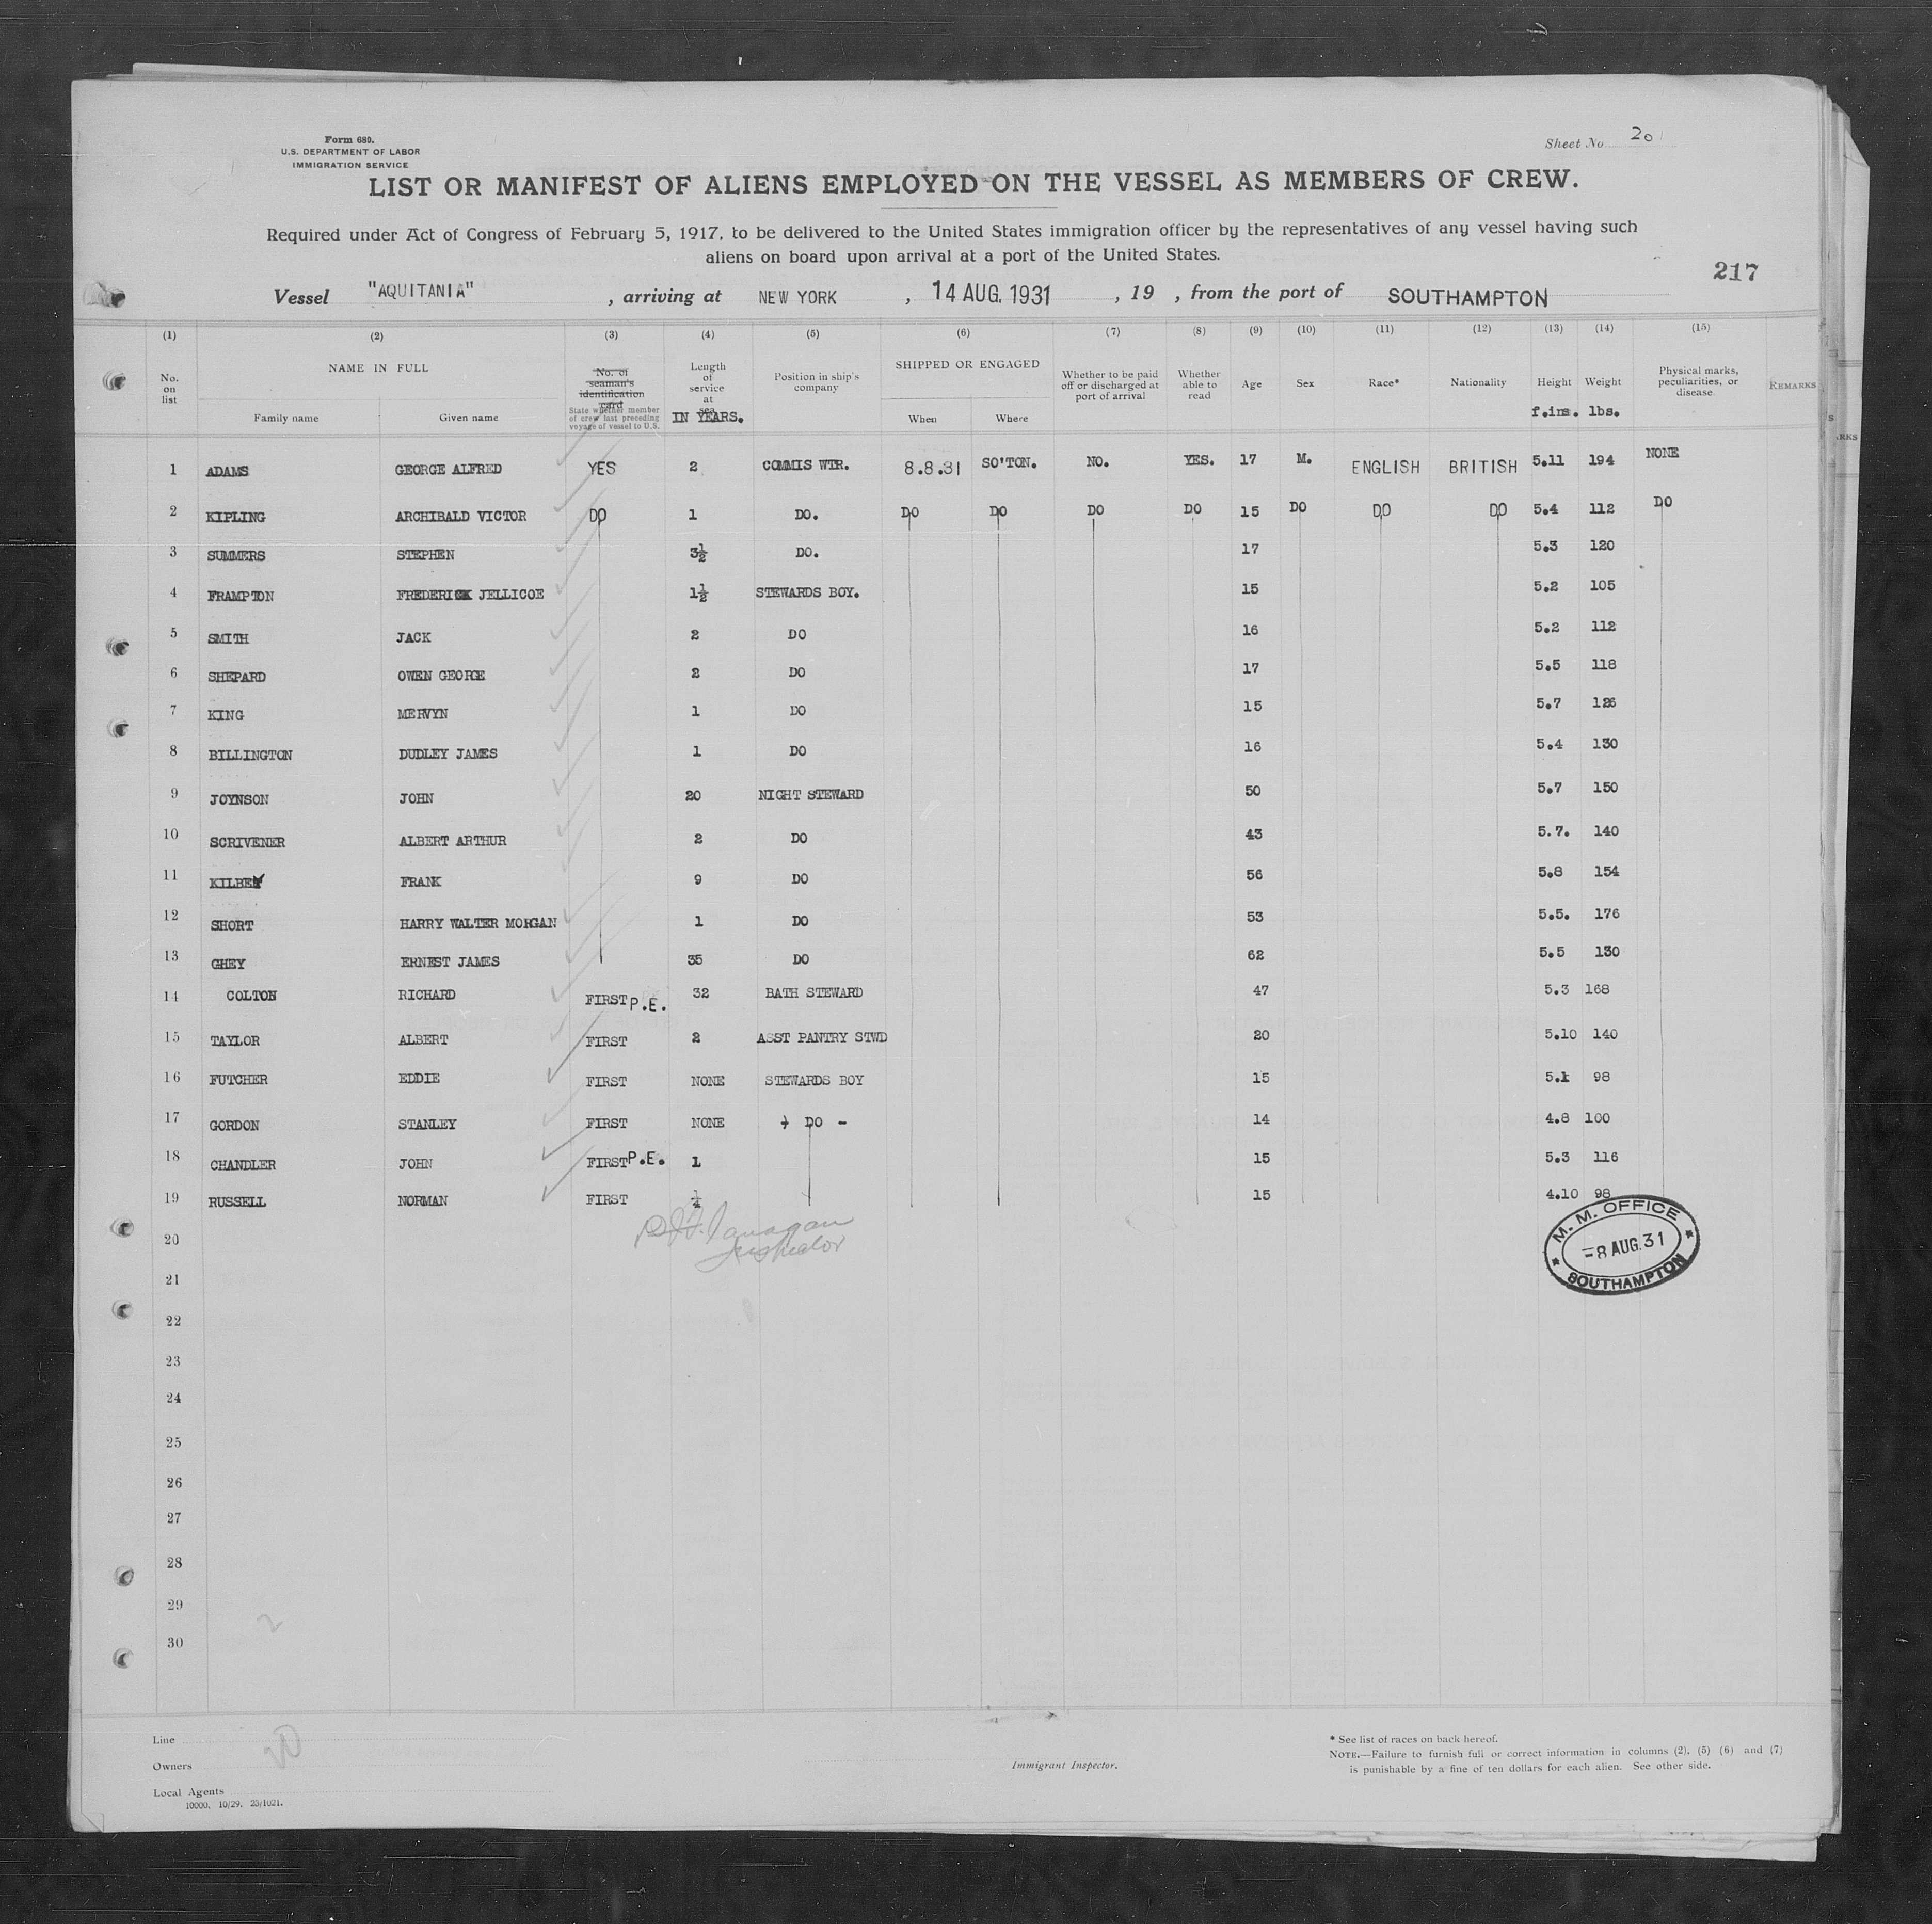 Form 680.
U.S. DEPARTMENT OF LABOR
IMMIGRATION SERVICE
Sheet No. 20
LIST OR MANIFEST OF ALIENS EMPLOYED ON THE VESSEL AS MEMBERS OF CREW.
Required under Act of Congress of February 5, 1917, to be delivered to the United States immigration officer by the representatives of any vessel having such
aliens on board upon arrival at a port of the United States.
217
Vessel "AQUITANIA" , arriving at NEW YORK , 14 AUG. 1931 , 19 , from the port of SOUTHAMPTON
(1) (2) (3) (4) (5) (6) (7) (8) (9) (10) (11) (12) (13) (14) (15)
No. on list NAME IN FULL Family name Given name No. of seaman's identification card State whether member of crew last preceding voyage of vessel to U.S. Length of service at sea IN YEARS. Position in ship's company SHIPPED OR ENGAGED When Where Whether to be paid off or discharged at port of arrival Whether able to read Age Sex Race* Nationality Height f.ins. Weight lbs. Physical marks, peculiarities, or disease. REMARKS
1 ADAMS GEORGE ALFRED YES 2 COMMIS WTR. 8.8.31 SO'TON. NO. YES. 17 M. ENGLISH BRITISH 5.11 194 NONE
2 KIPLING ARCHIBALD VICTOR DO 1 DO. DO DO DO DO 15 DO DO DO 5.4 112 DO
3 SUMMERS STEPHEN 3½ DO. 17 5.3 120
4 FRAMPTON FREDERICK JELLICOE 1½ STEWARDS BOY. 15 5.2 105
5 SMITH JACK 2 DO 16 5.2 112
6 SHEPARD OWEN GEORGE 2 DO 17 5.5 118
7 KING MERVYN 1 DO 15 5.7 126
8 BILLINGTON DUDLEY JAMES 1 DO 16 5.4 130
9 JOYNSON JOHN 20 NIGHT STEWARD 50 5.7 150
10 SCRIVENER ALBERT ARTHUR 2 DO 43 5.7. 140
11 KILBEY FRANK 9 DO 56 5.8 154
12 SHORT HARRY WALTER MORGAN 1 DO 53 5.5. 176
13 GHEY ERNEST JAMES 35 DO 62 5.5 130
14 COLTON RICHARD FIRST P.E. 32 BATH STEWARD 47 5.3 168
15 TAYLOR ALBERT FIRST 2 ASST PANTRY STWD 20 5.10 140
16 FUTCHER EDDIE FIRST NONE STEWARDS BOY 15 5.1 98
17 GORDON STANLEY FIRST NONE - DO - 14 4.8 100
18 CHANDLER JOHN FIRST P.E. 1 15 5.3 116
19 RUSSELL NORMAN FIRST 15 4.10 98
20
Inspector
M. M. OFFICE
-8 AUG.31
SOUTHAMPTON
21
22
23
24
25
26
27
28
29
30
Line
Owners
Local Agents
10000, 10/29. 23/1021.
Immigrant Inspector.
* See list of races on back hereof.
NOTE.—Failure to furnish full or correct information in columns (2), (5) (6) and (7)
is punishable by a fine of ten dollars for each alien. See other side.